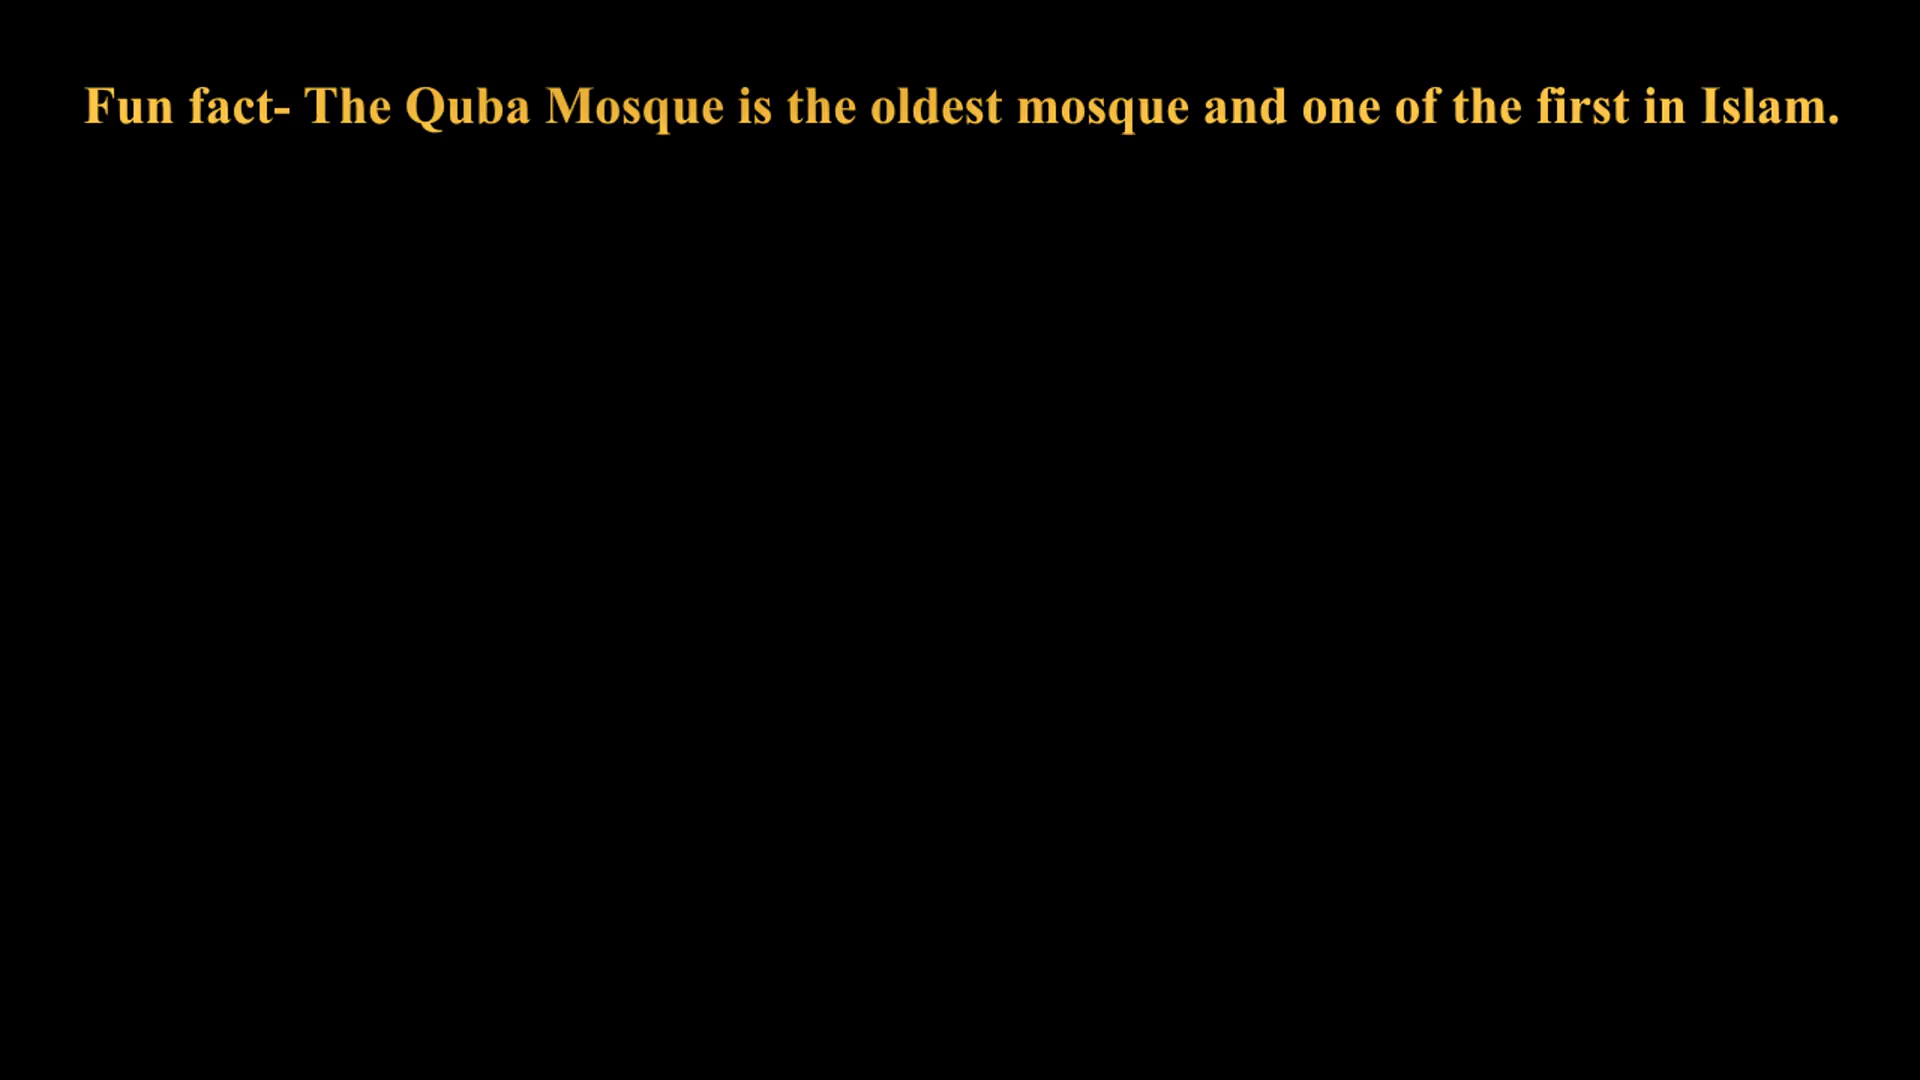 Fun fact- The Quba Mosque is the oldest mosque and one of the first in Islam.